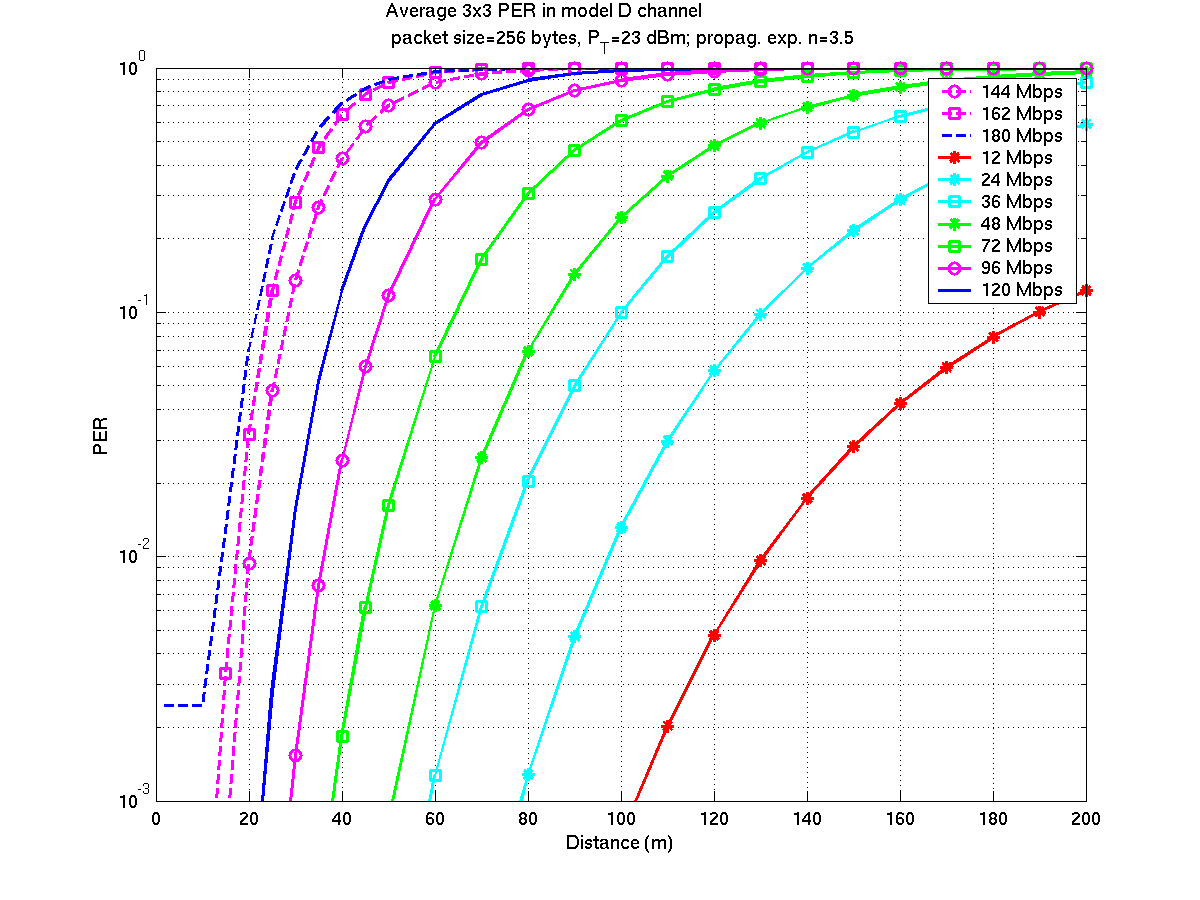 Average 3x3 PER in model D channel
packet size=256 bytes, P_T=23 dBm; propag. exp. n=3.5
10^0
144 Mbps
162 Mbps
180 Mbps
12 Mbps
24 Mbps
36 Mbps
48 Mbps
72 Mbps
96 Mbps
120 Mbps
10^-1
PER
10^-2
10^-3
0 20 40 60 80 100 120 140 160 180 200
Distance (m)